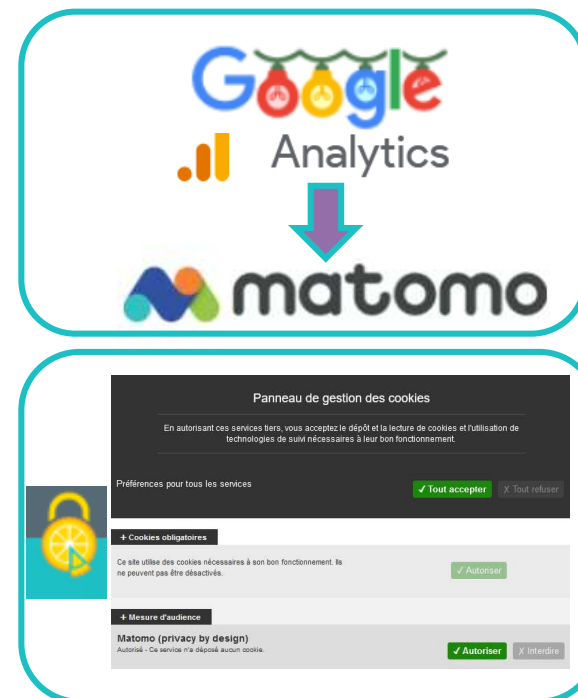 Google
Analytics
matomo
Panneau de gestion des cookies
En autorisant ces services tiers, vous acceptez le dépôt et la lecture de cookies et l'utilisation de
technologies de suivi nécessaires à leur bon fonctionnement.
Préférences pour tous les services
✓ Tout accepter
X Tout refuser
+ Cookies obligatoires
Ce site utilise des cookies nécessaires à son bon fonctionnement. Ils
ne peuvent pas être désactivés.
✓ Autoriser
+ Mesure d'audience
Matomo (privacy by design)
Autorisé - Ce service n'a déposé aucun cookie.
✓ Autoriser
X Interdire